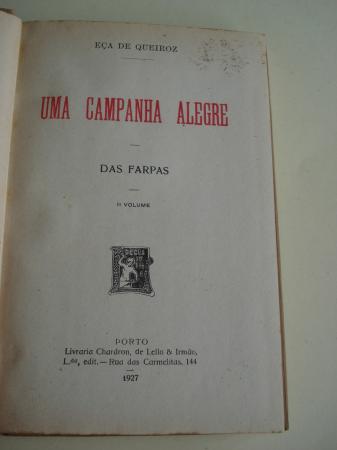 EÇA DE QUEIROZ
UMA CAMPANHA ALEGRE
DAS FARPAS
II VOLUME
DECUS
PORTO
Livraria Chardron, de Lello & Irmão,
L.da, edit. — Rua das Carmelitas, 144
1927